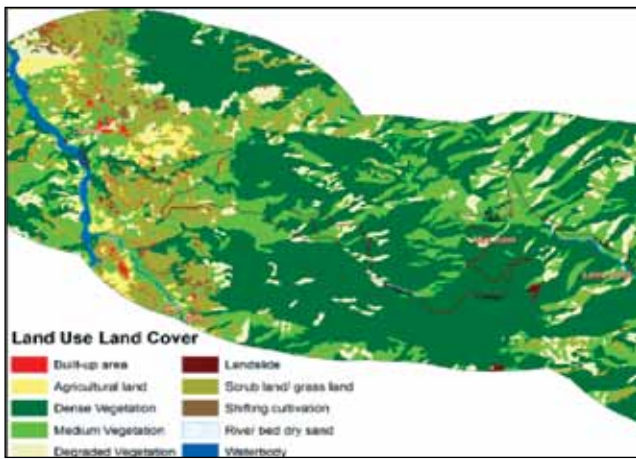 Land Use Land Cover
Built-up area
Landslide
Agricultural land
Scrub land/ grass land
Dense Vegetation
Shifting cultivation
Medium Vegetation
River bed dry sand
Degraded Vegetation
Waterbody